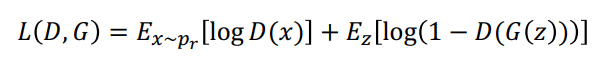 L(D, G) = E_{x~p_r}[log D(x)] + E_z[log(1 − D(G(z)))]